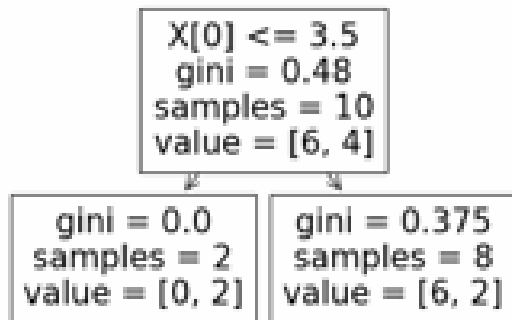 X[0] <= 3.5
gini = 0.48
samples = 10
value = [6, 4]
gini = 0.0
samples = 2
value = [0, 2]
gini = 0.375
samples = 8
value = [6, 2]